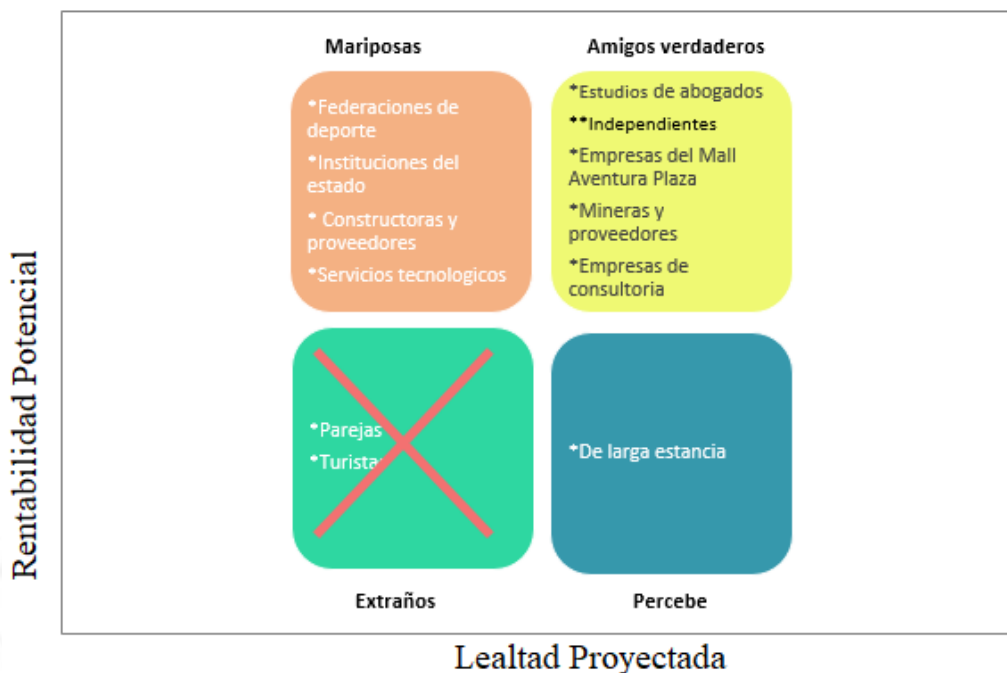 Mariposas
*Federaciones de
deporte
*Instituciones del
estado
* Constructoras y
proveedores
*Servicios tecnologicos
Amigos verdaderos
*Estudios de abogados
**Independientes
*Empresas del Mall
Aventura Plaza
*Mineras y
proveedores
*Empresas de
consultoria
*Parejas
Extraños
*De larga estancia
Percebe
Rentabilidad Potencial
Lealtad Proyectada